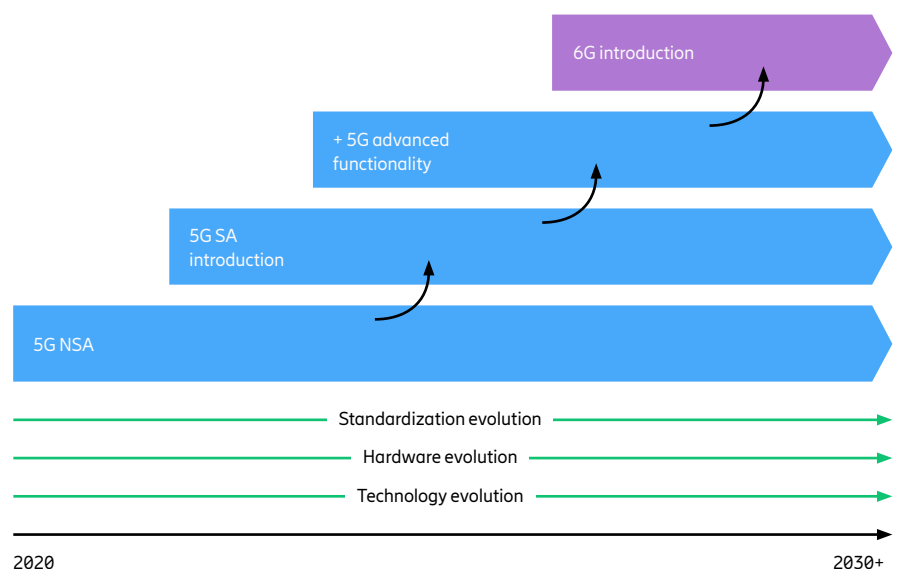 6G introduction
+ 5G advanced
functionality
5G SA
introduction
5G NSA
Standardization evolution
Hardware evolution
Technology evolution
2020
2030+